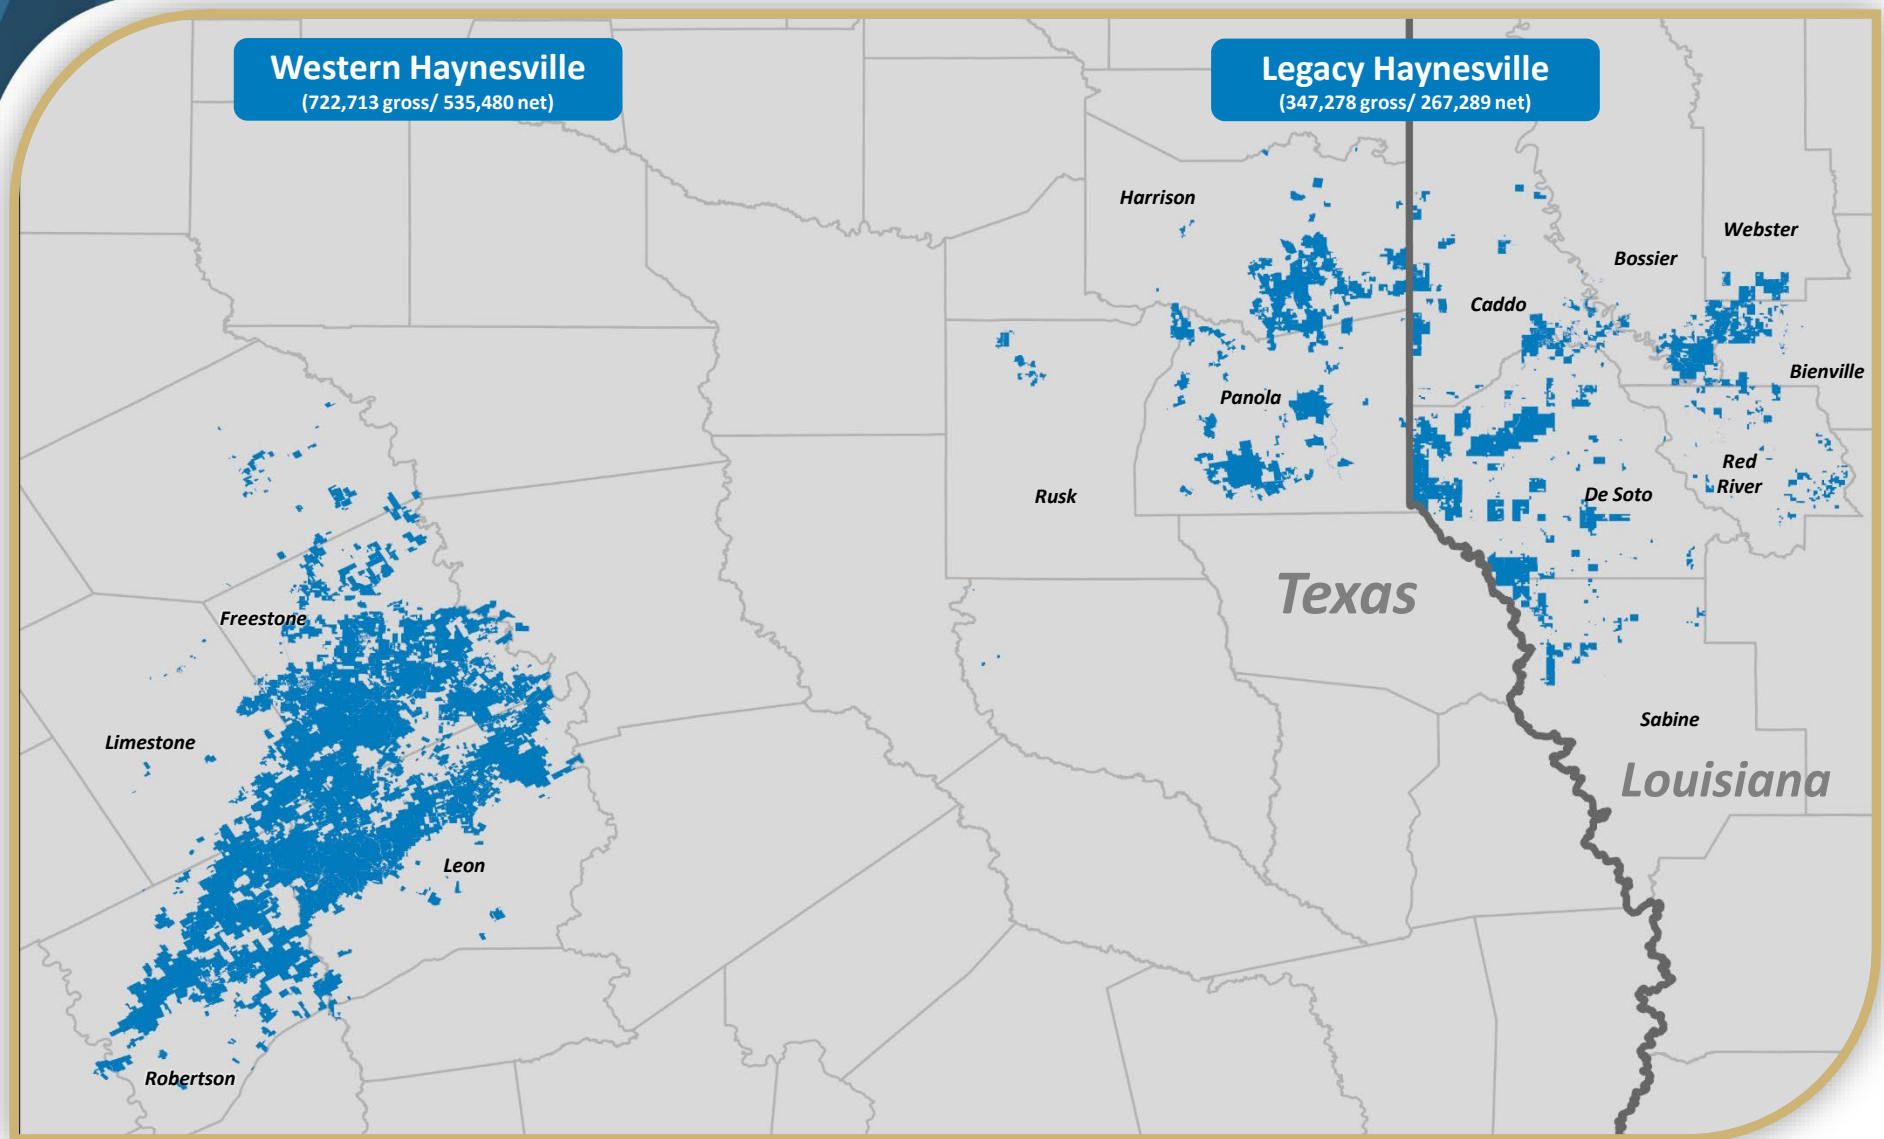 Western Haynesville
(722,713 gross/ 535,480 net)
Legacy Haynesville
(347,278 gross/ 267,289 net)
Harrison
Webster
Bossier
Caddo
Bienville
Panola
Red
River
Rusk
De Soto
Texas
Freestone
Sabine
Limestone
Louisiana
Leon
Robertson